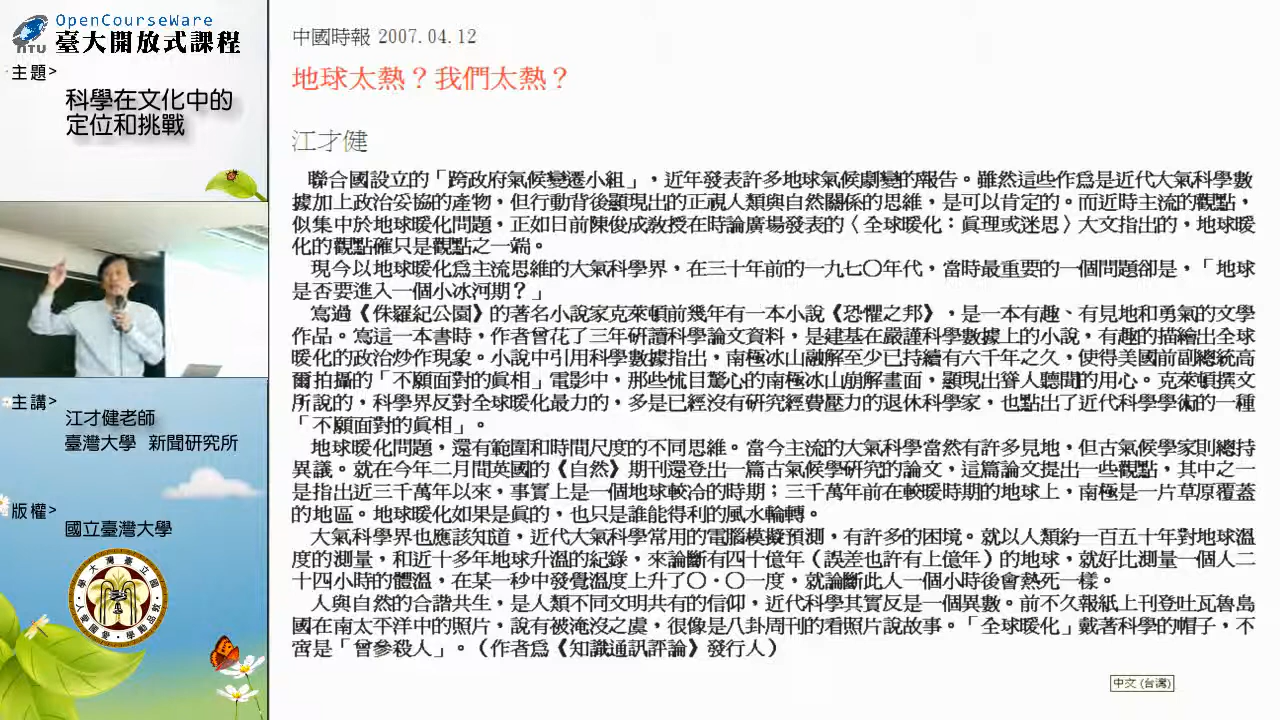 OpenCourseWare
NTU 臺大開放式課程
主題>
科學在文化中的
定位和挑戰
主講>
江才健老師
臺灣大學 新聞研究所
版權>
國立臺灣大學
中國時報 2007.04.12
地球太熱？我們太熱？
江才健
聯合國設立的「跨政府氣候變遷小組」，近年發表許多地球氣候劇變的報告。雖然這些作為是近代大氣科學數
據加上政治妥協的產物，但行動背後顯現出的正視人類與自然關係的思維，是可以肯定的。而近時主流的觀點，
似集中於地球暖化問題，正如日前陳俊成教授在時論廣場發表的〈全球暖化：真理或迷思〉大文指出的，地球暖
化的觀點確只是觀點之一端。
現今以地球暖化為主流思維的大氣科學界，在三十年前的一九七〇年代，當時最重要的一個問題卻是，「地球
是否要進入一個小冰河期？」
寫過《侏羅紀公園》的著名小說家克萊頓前幾年有一本小說《恐懼之邦》，是一本有趣、有見地和勇氣的文學
作品。寫這一本書時，作者曾花了三年研讀科學論文資料，是建基在嚴謹科學數據上的小說，有趣的描繪出全球
暖化的政治炒作現象。小說中引用科學數據指出，南極冰山融解至少已持續有六千年之久，使得美國前副總統高
爾拍攝的「不願面對的真相」電影中，那些怵目驚心的南極冰山崩解畫面，顯現出聳人聽聞的用心。克萊頓撰文
所說的，科學界反對全球暖化最力的，多是已經沒有研究經費壓力的退休科學家，也點出了近代科學學術的一種
「不願面對的真相」。
地球暖化問題，還有範圍和時間尺度的不同思維。當今主流的大氣科學當然有許多見地，但古氣候學家則總持
異議。就在今年二月間英國的《自然》期刊還登出一篇古氣候學研究的論文，這篇論文提出一些觀點，其中之一
是指出近三千萬年以來，事實上是一個地球較冷的時期；三千萬年前在較暖時期的地球上，南極是一片草原覆蓋
的地區。地球暖化如果是真的，也只是誰能得利的風水輪轉。
大氣科學界也應該知道，近代大氣科學常用的電腦模擬預測，有許多的困境。就以人類約一百五十年對地球溫
度的測量，和近十多年地球升溫的紀錄，來論斷有四十億年（誤差也許有上億年）的地球，就好比測量一個人二
十四小時的體溫，在某一秒中發覺溫度上升了〇・〇一度，就論斷此人一個小時後會熱死一樣。
人與自然的合諧共生，是人類不同文明共有的信仰，近代科學其實反是一個異數。前不久報紙上刊登吐瓦魯島
國在南太平洋中的照片，說有被淹沒之虞，很像是八卦周刊的看照片說故事。「全球暖化」戴著科學的帽子，不
啻是「曾參殺人」。（作者為《知識通訊評論》發行人）
中文 (台灣)